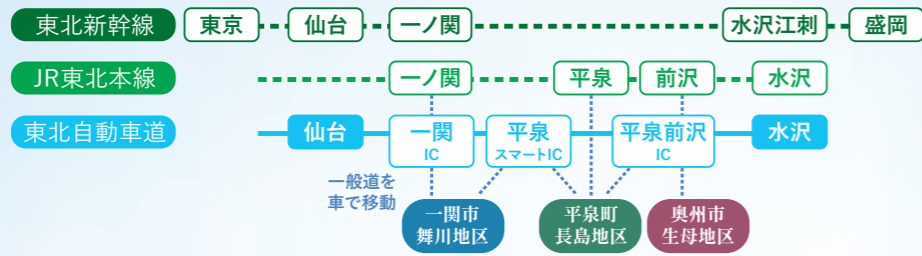 東北新幹線 東京 仙台 一ノ関 水沢江刺 盛岡
JR東北本線 一ノ関 平泉 前沢 水沢
東北自動車道 仙台 一関 平泉 平泉前沢 水沢
IC スマートIC IC
一般道を
車で移動
一関市 平泉町 奥州市
舞川地区 長島地区 生母地区